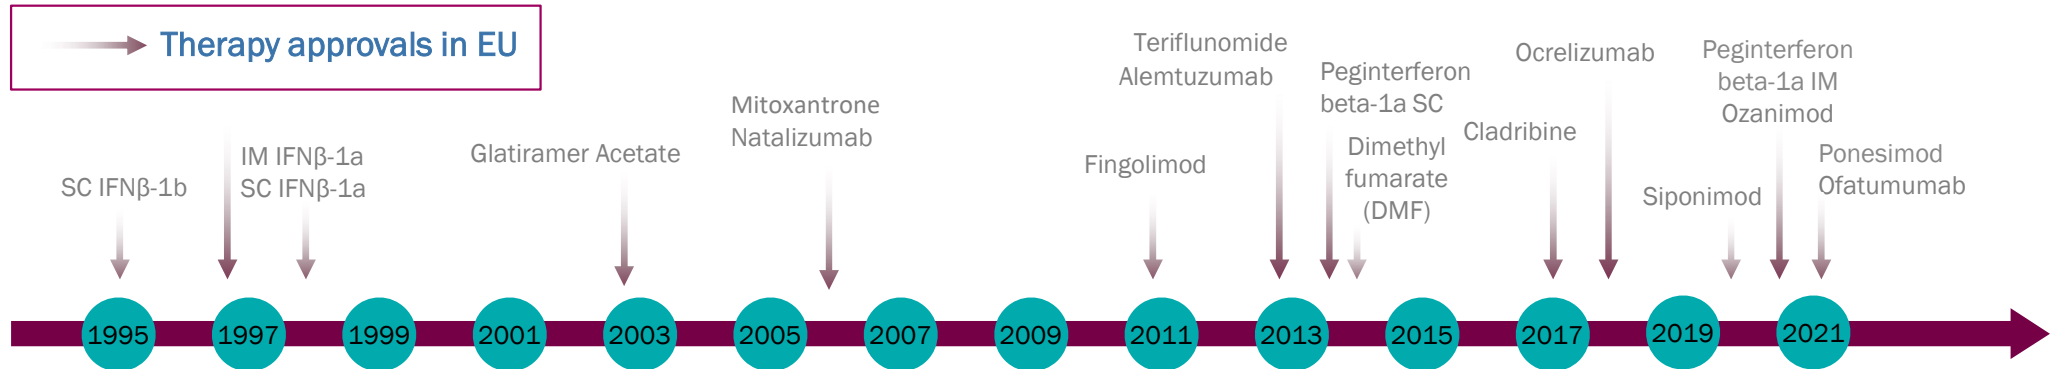 Therapy approvals in EU
SC IFNβ-1b
IM IFNβ-1a
SC IFNβ-1a
Glatiramer Acetate
Mitoxantrone
Natalizumab
Fingolimod
Teriflunomide
Alemtuzumab
Peginterferon
beta-1a SC
Dimethyl
fumarate
(DMF)
Cladribine
Ocrelizumab
Siponimod
Peginterferon
beta-1a IM
Ozanimod
Ponesimod
Ofatumumab
1995
1997
1999
2001
2003
2005
2007
2009
2011
2013
2015
2017
2019
2021